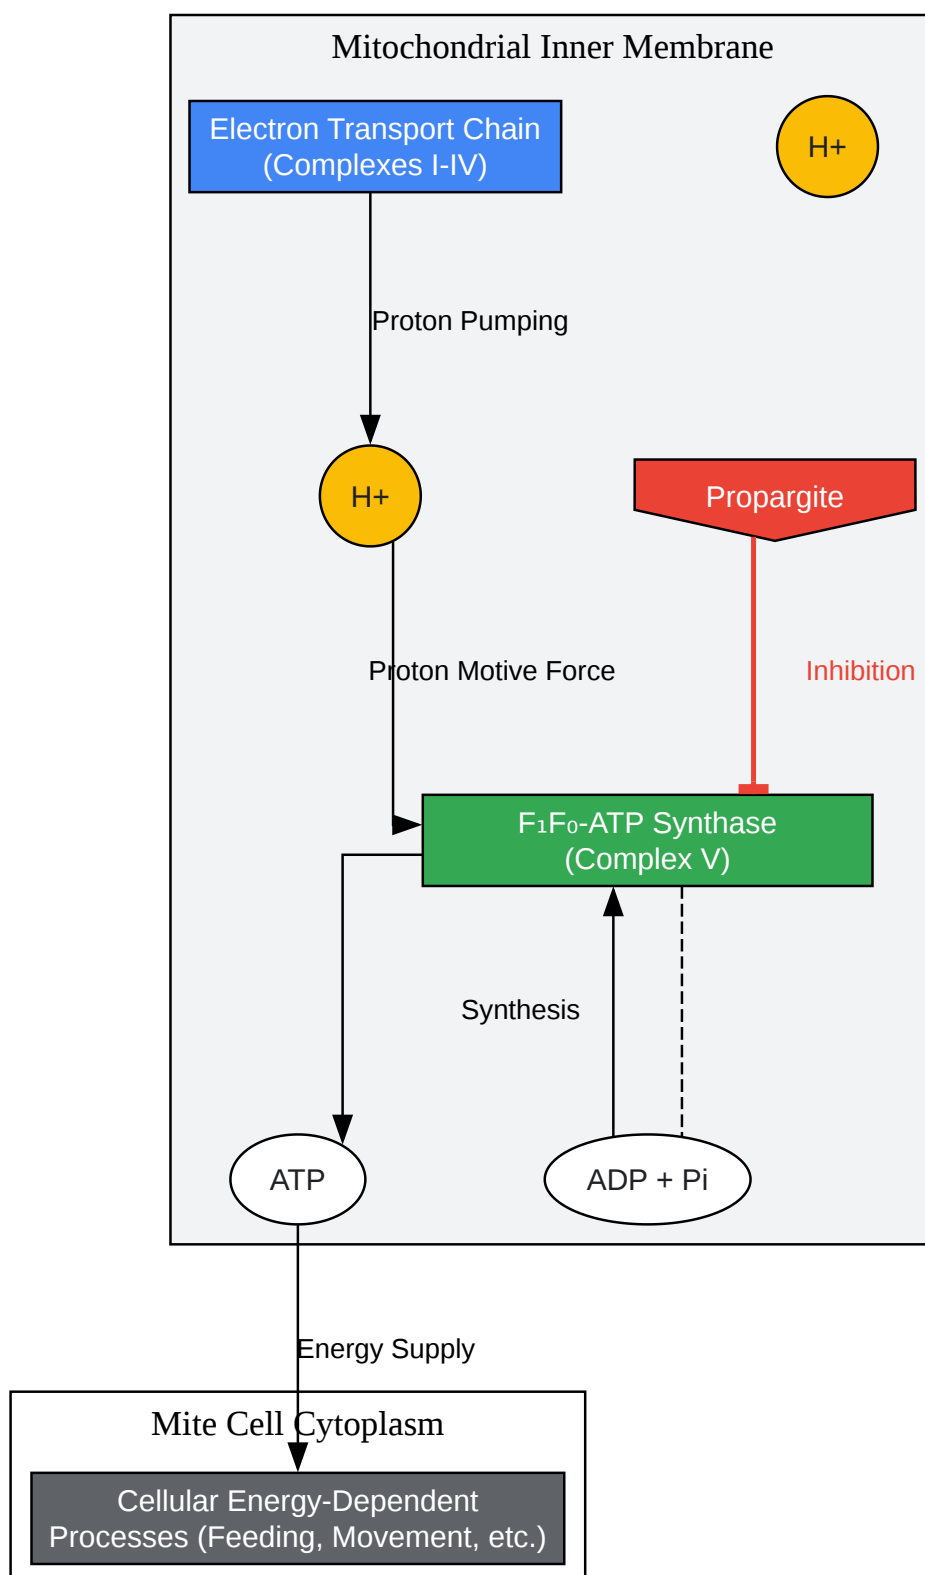 Mitochondrial Inner Membrane
Electron Transport Chain
(Complexes I-IV)
H+
Proton Pumping
H+
Propargite
Proton Motive Force
Inhibition
F₁F₀-ATP Synthase
(Complex V)
Synthesis
ATP
ADP + Pi
Energy Supply
Mite Cell Cytoplasm
Cellular Energy-Dependent
Processes (Feeding, Movement, etc.)